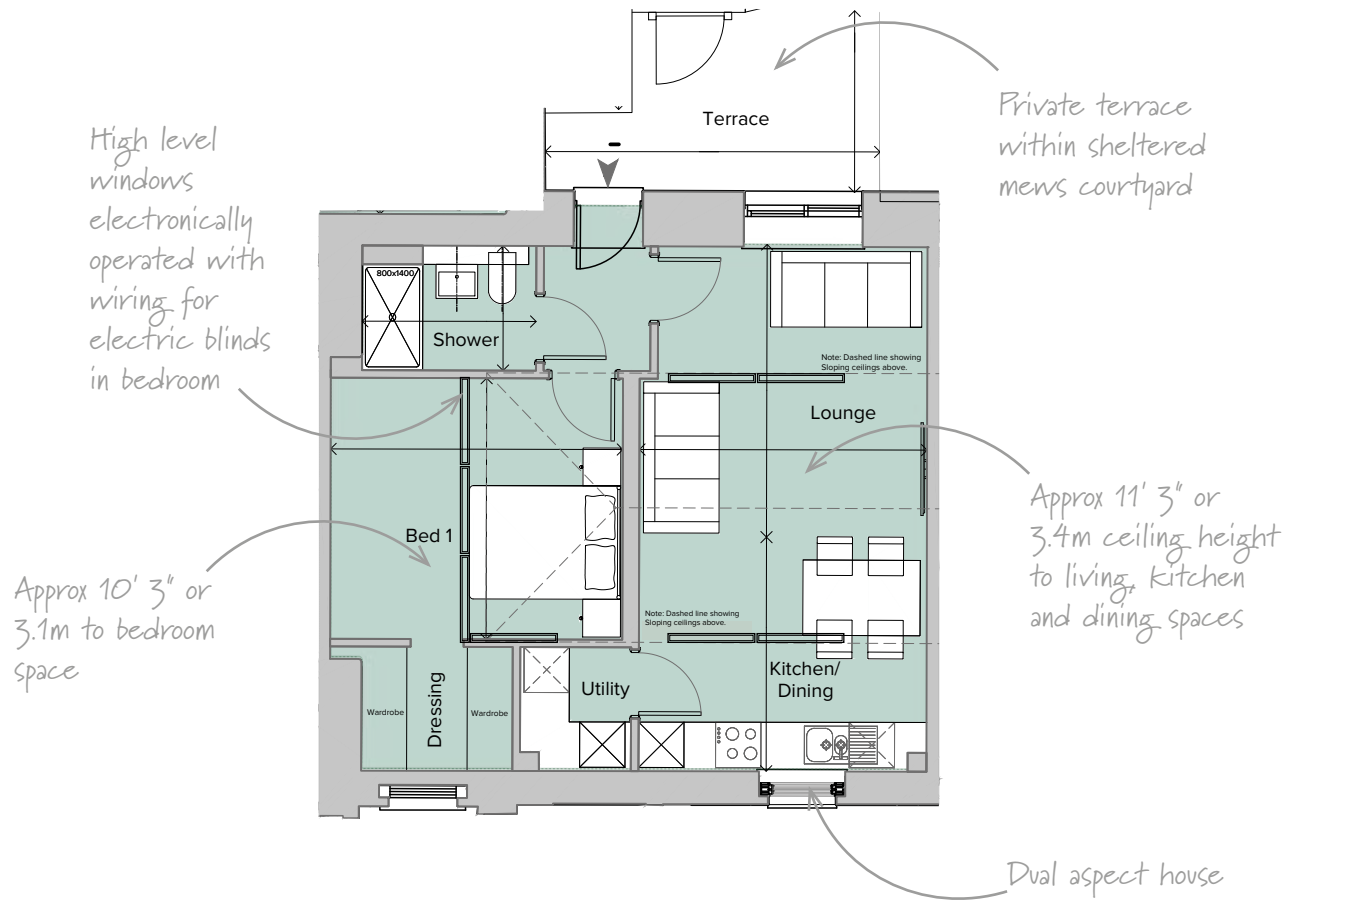 Terrace
Private terrace
within sheltered
mews courtyard
High level
windows
electronically
operated with
wiring for
electric blinds
in bedroom
800x1400
Shower
Note: Dashed line showing
Sloping ceilings above.
Lounge
Approx 11' 3" or
3.4m ceiling height
to living, kitchen
and dining spaces
Bed 1
Approx 10' 3" or
3.1m to bedroom
space
Note: Dashed line showing
Sloping ceilings above.
Kitchen/
Dining
Utility
Dressing
Wardrobe
Wardrobe
Dual aspect house